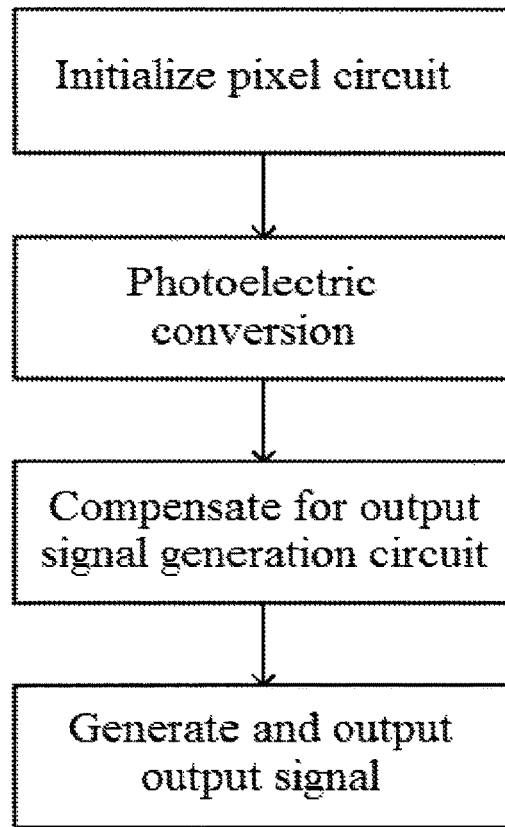 Initialize pixel circuit
Photoelectric
conversion
Compensate for output
signal generation circuit
Generate and output
output signal